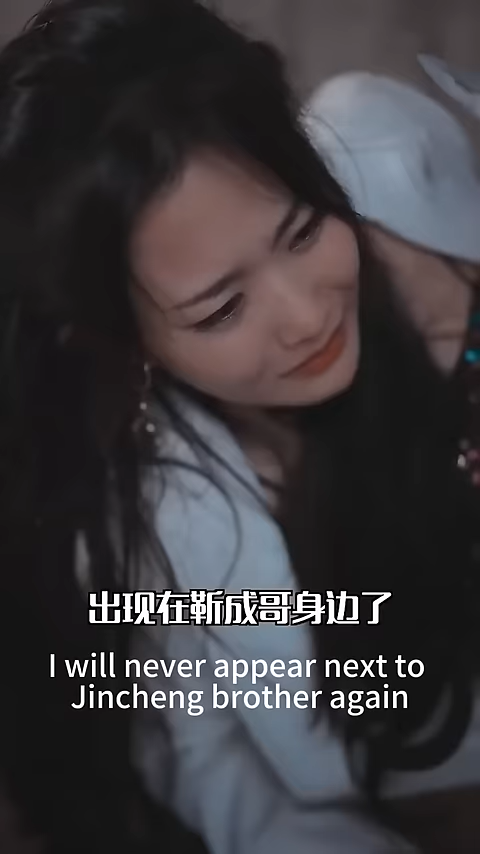 出现在靳成哥身边了
I will never appear next to
Jincheng brother again